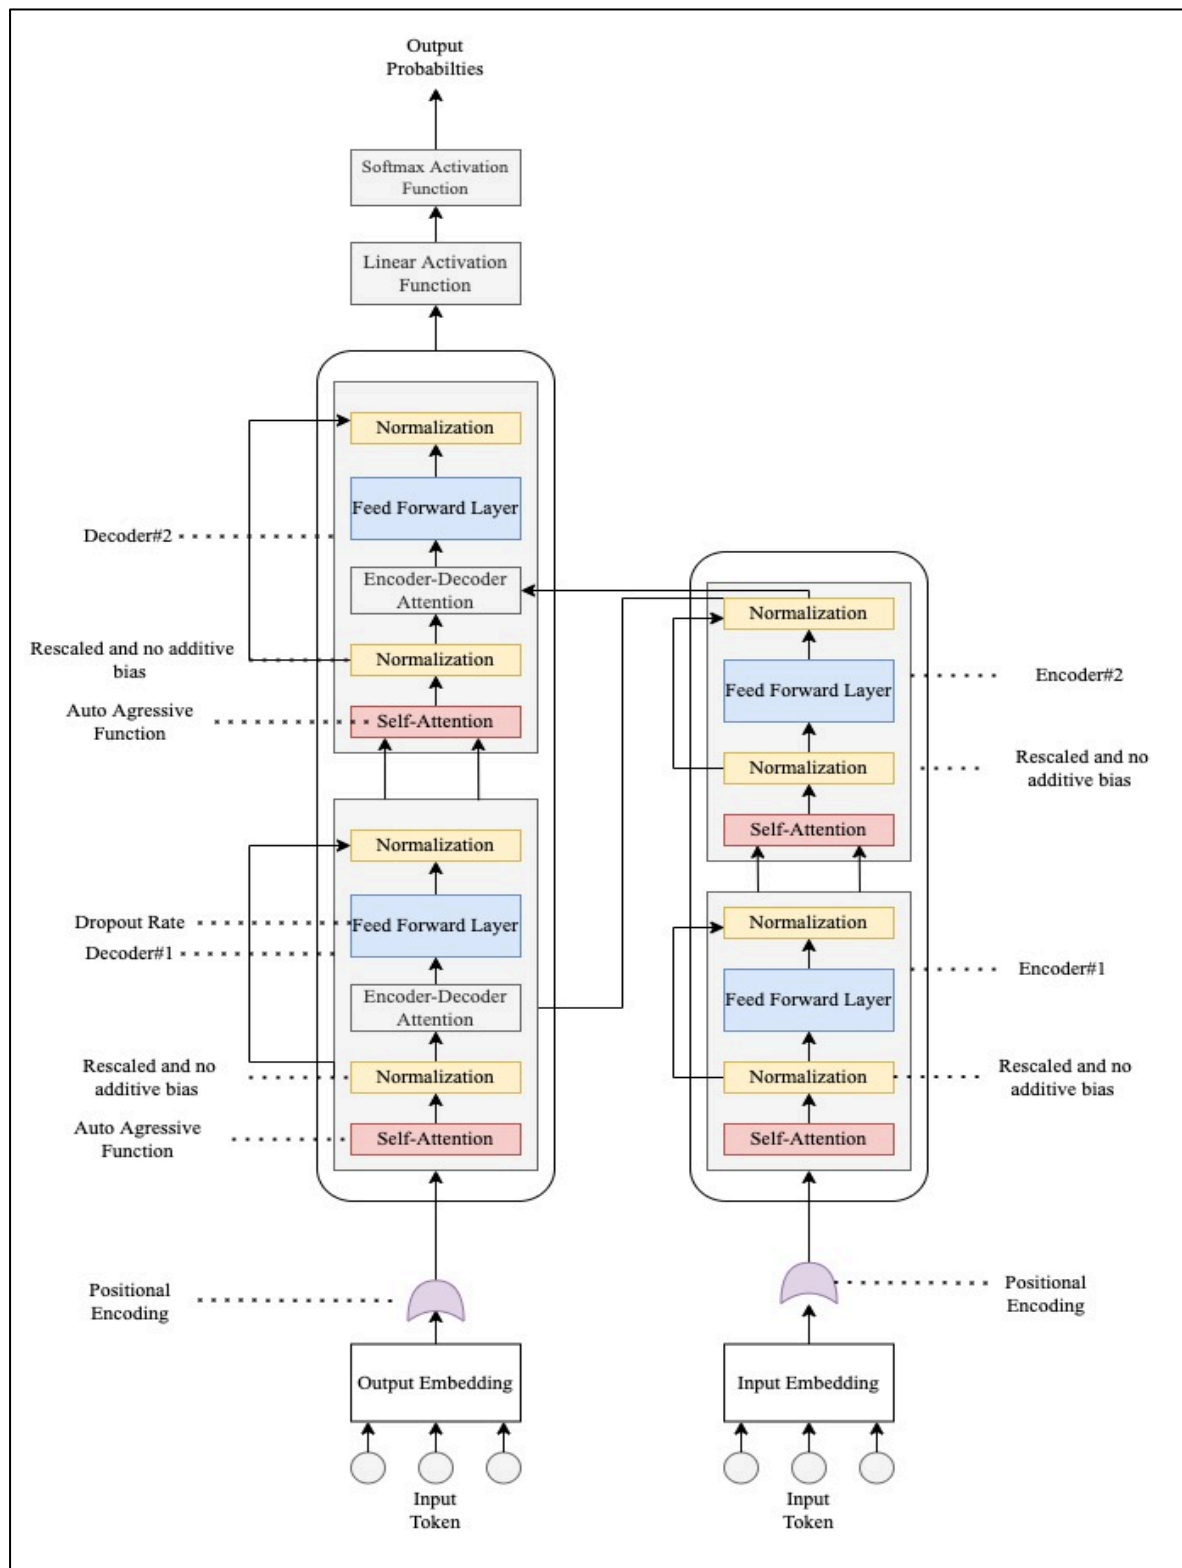 Output
Probabilties
Softmax Activation
Function
Linear Activation
Function
Normalization
Feed Forward Layer
Decoder#2
Encoder-Decoder
Attention
Rescaled and no additive
bias
Normalization
Auto Agressive
Function
Self-Attention
Normalization
Dropout Rate
Feed Forward Layer
Decoder#1
Encoder-Decoder
Attention
Rescaled and no
additive bias
Normalization
Auto Agressive
Function
Self-Attention
Positional
Encoding
Output Embedding
Input
Token
Normalization
Feed Forward Layer
Encoder#2
Normalization
Rescaled and no
additive bias
Self-Attention
Normalization
Feed Forward Layer
Encoder#1
Normalization
Rescaled and no
additive bias
Self-Attention
Positional
Encoding
Input Embedding
Input
Token